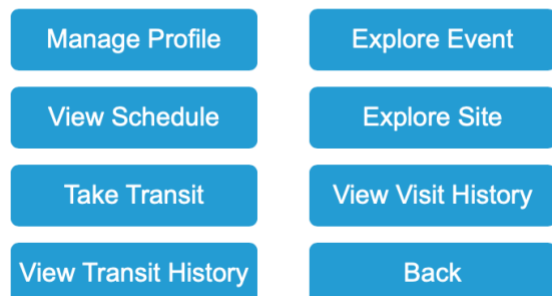 Manage Profile
Explore Event
View Schedule
Explore Site
Take Transit
View Visit History
View Transit History
Back